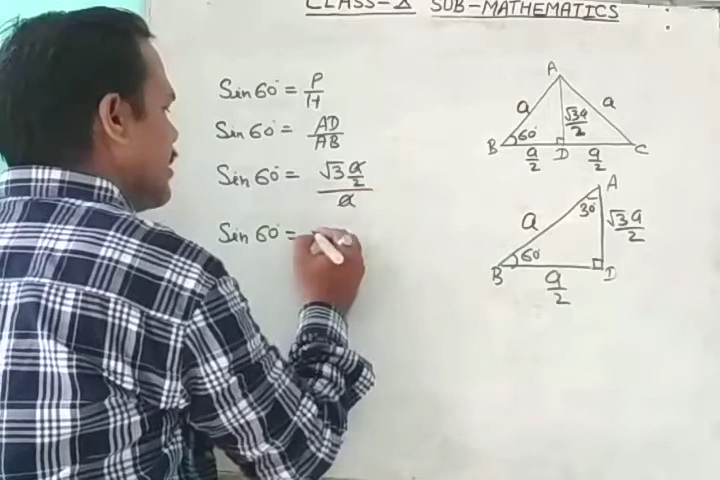 CLASS-X SUB-MATHEMATICS
Sin 60° = P/H
Sin 60° = AD/AB
Sin 60° = √3 a/2 / a
Sin 60° =
A
a
a
√3a/2
60°
B
D
C
a/2
a/2
A
30°
a
√3a/2
60°
B
D
a/2